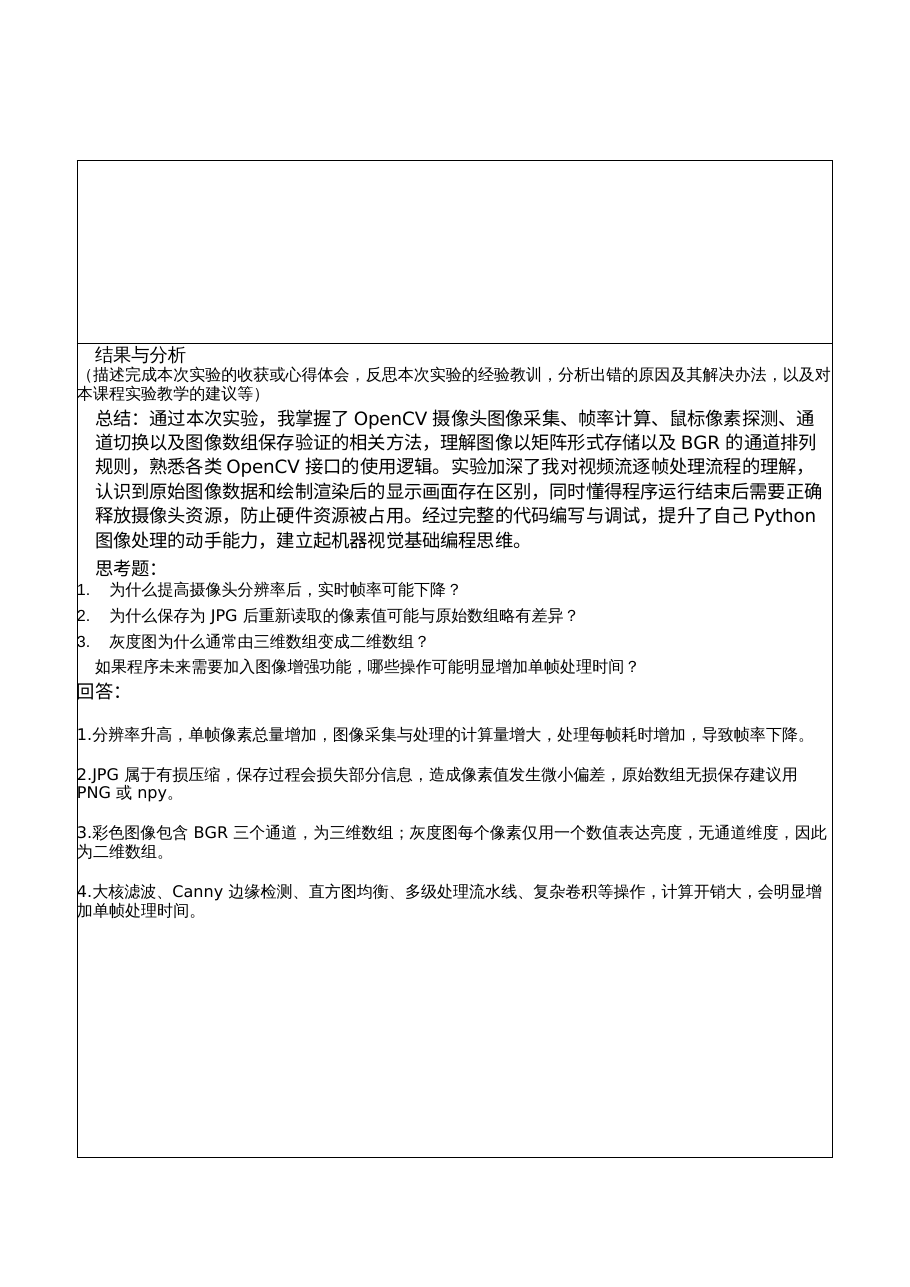 结果与分析
（描述完成本次实验的收获或心得体会，反思本次实验的经验教训，分析出错的原因及其解决办法，以及对
本课程实验教学的建议等）
总结：通过本次实验，我掌握了 OpenCV 摄像头图像采集、帧率计算、鼠标像素探测、通
道切换以及图像数组保存验证的相关方法，理解图像以矩阵形式存储以及 BGR 的通道排列
规则，熟悉各类 OpenCV 接口的使用逻辑。实验加深了我对视频流逐帧处理流程的理解，
认识到原始图像数据和绘制渲染后的显示画面存在区别，同时懂得程序运行结束后需要正确
释放摄像头资源，防止硬件资源被占用。经过完整的代码编写与调试，提升了自己 Python
图像处理的动手能力，建立起机器视觉基础编程思维。
思考题：
1. 为什么提高摄像头分辨率后，实时帧率可能下降？
2. 为什么保存为 JPG 后重新读取的像素值可能与原始数组略有差异？
3. 灰度图为什么通常由三维数组变成二维数组？
如果程序未来需要加入图像增强功能，哪些操作可能明显增加单帧处理时间？
回答：
1.分辨率升高，单帧像素总量增加，图像采集与处理的计算量增大，处理每帧耗时增加，导致帧率下降。
2.JPG 属于有损压缩，保存过程会损失部分信息，造成像素值发生微小偏差，原始数组无损保存建议用
PNG 或 npy。
3.彩色图像包含 BGR 三个通道，为三维数组；灰度图每个像素仅用一个数值表达亮度，无通道维度，因此
为二维数组。
4.大核滤波、Canny 边缘检测、直方图均衡、多级处理流水线、复杂卷积等操作，计算开销大，会明显增
加单帧处理时间。